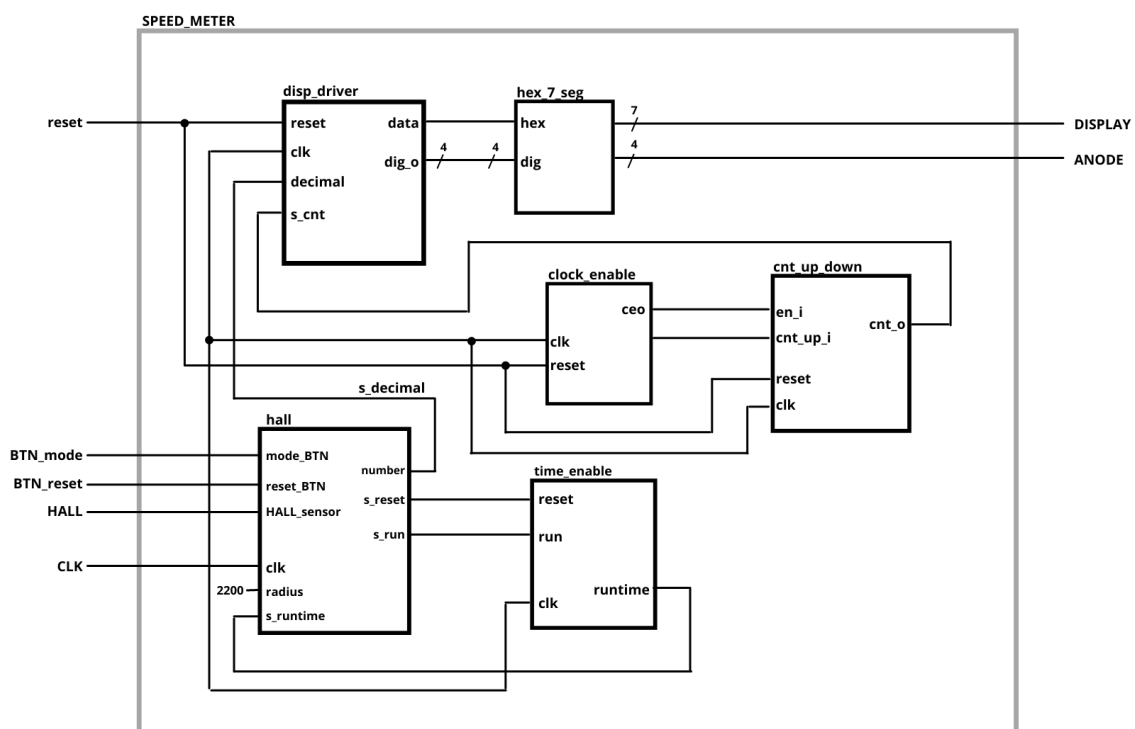 SPEED_METER
disp_driver
hex_7_seg
reset
reset
data
hex
7
DISPLAY
clk
4
4
4
dig_o
dig
ANODE
decimal
s_cnt
clock_enable
cnt_up_down
ceo
en_i
cnt_o
clk
cnt_up_i
reset
reset
clk
s_decimal
hall
BTN_mode
mode_BTN
number
time_enable
BTN_reset
reset_BTN
s_reset
reset
HALL
HALL_sensor
s_run
run
CLK
clk
2200
radius
runtime
clk
s_runtime